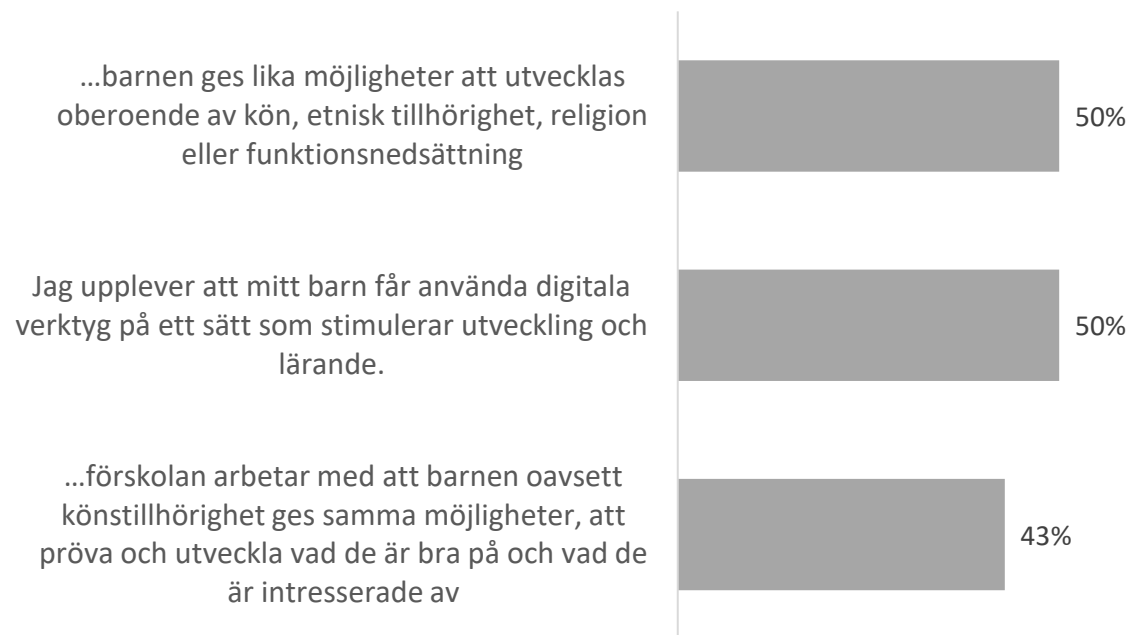 …barnen ges lika möjligheter att utvecklas
oberoende av kön, etnisk tillhörighet, religion
eller funktionsnedsättning
50%
Jag upplever att mitt barn får använda digitala
verktyg på ett sätt som stimulerar utveckling och
lärande.
50%
…förskolan arbetar med att barnen oavsett
könstillhörighet ges samma möjligheter, att
pröva och utveckla vad de är bra på och vad de
är intresserade av
43%